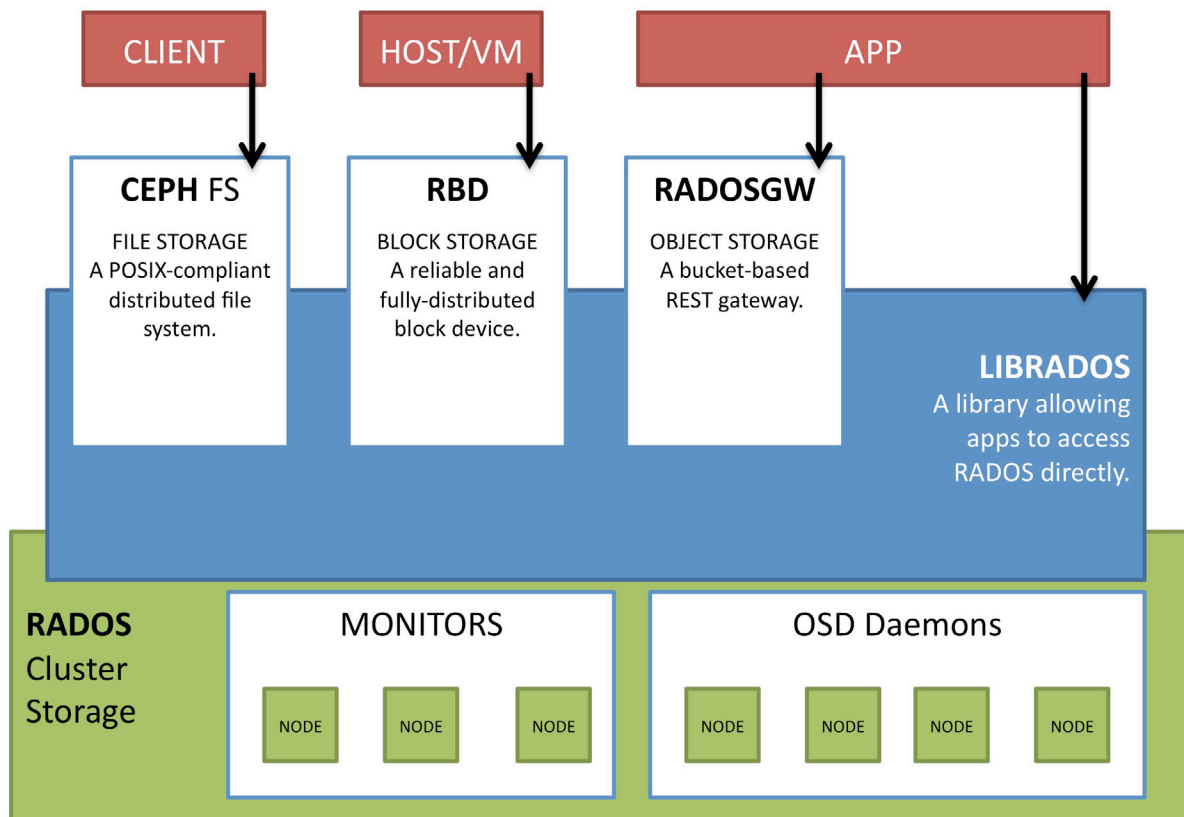 CLIENT
HOST/VM
APP
CEPH FS
FILE STORAGE
A POSIX-compliant
distributed file
system.
RBD
BLOCK STORAGE
A reliable and
fully-distributed
block device.
RADOSGW
OBJECT STORAGE
A bucket-based
REST gateway.
LIBRADOS
A library allowing
apps to access
RADOS directly.
RADOS
Cluster
Storage
MONITORS
NODE
NODE
NODE
OSD Daemons
NODE
NODE
NODE
NODE